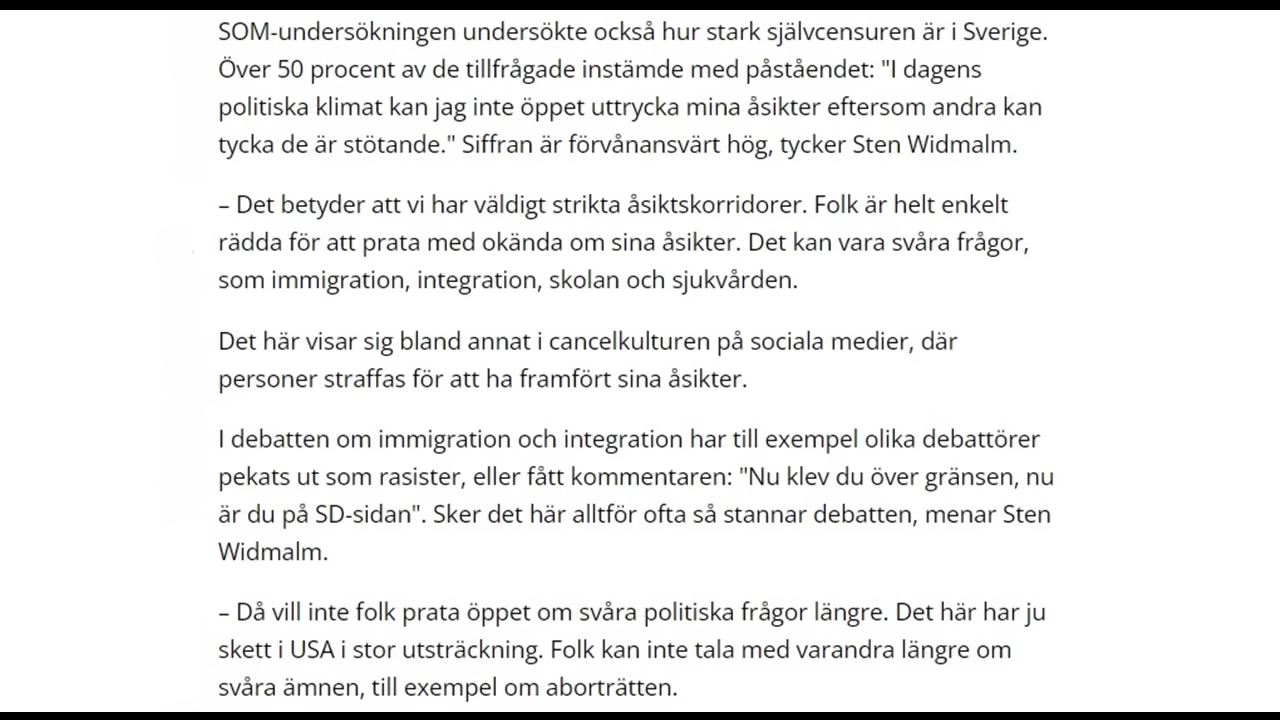 SOM-undersökningen undersökte också hur stark självcensuren är i Sverige.
Över 50 procent av de tillfrågade instämde med påståendet: "I dagens
politiska klimat kan jag inte öppet uttrycka mina åsikter eftersom andra kan
tycka de är stötande." Siffran är förvånansvärt hög, tycker Sten Widmalm.
– Det betyder att vi har väldigt strikta åsiktskorridorer. Folk är helt enkelt
rädda för att prata med okända om sina åsikter. Det kan vara svåra frågor,
som immigration, integration, skolan och sjukvården.
Det här visar sig bland annat i cancelkulturen på sociala medier, där
personer straffas för att ha framfört sina åsikter.
I debatten om immigration och integration har till exempel olika debattörer
pekats ut som rasister, eller fått kommentaren: "Nu klev du över gränsen, nu
är du på SD-sidan". Sker det här alltför ofta så stannar debatten, menar Sten
Widmalm.
– Då vill inte folk prata öppet om svåra politiska frågor längre. Det här har ju
skett i USA i stor utsträckning. Folk kan inte tala med varandra längre om
svåra ämnen, till exempel om aborträtten.